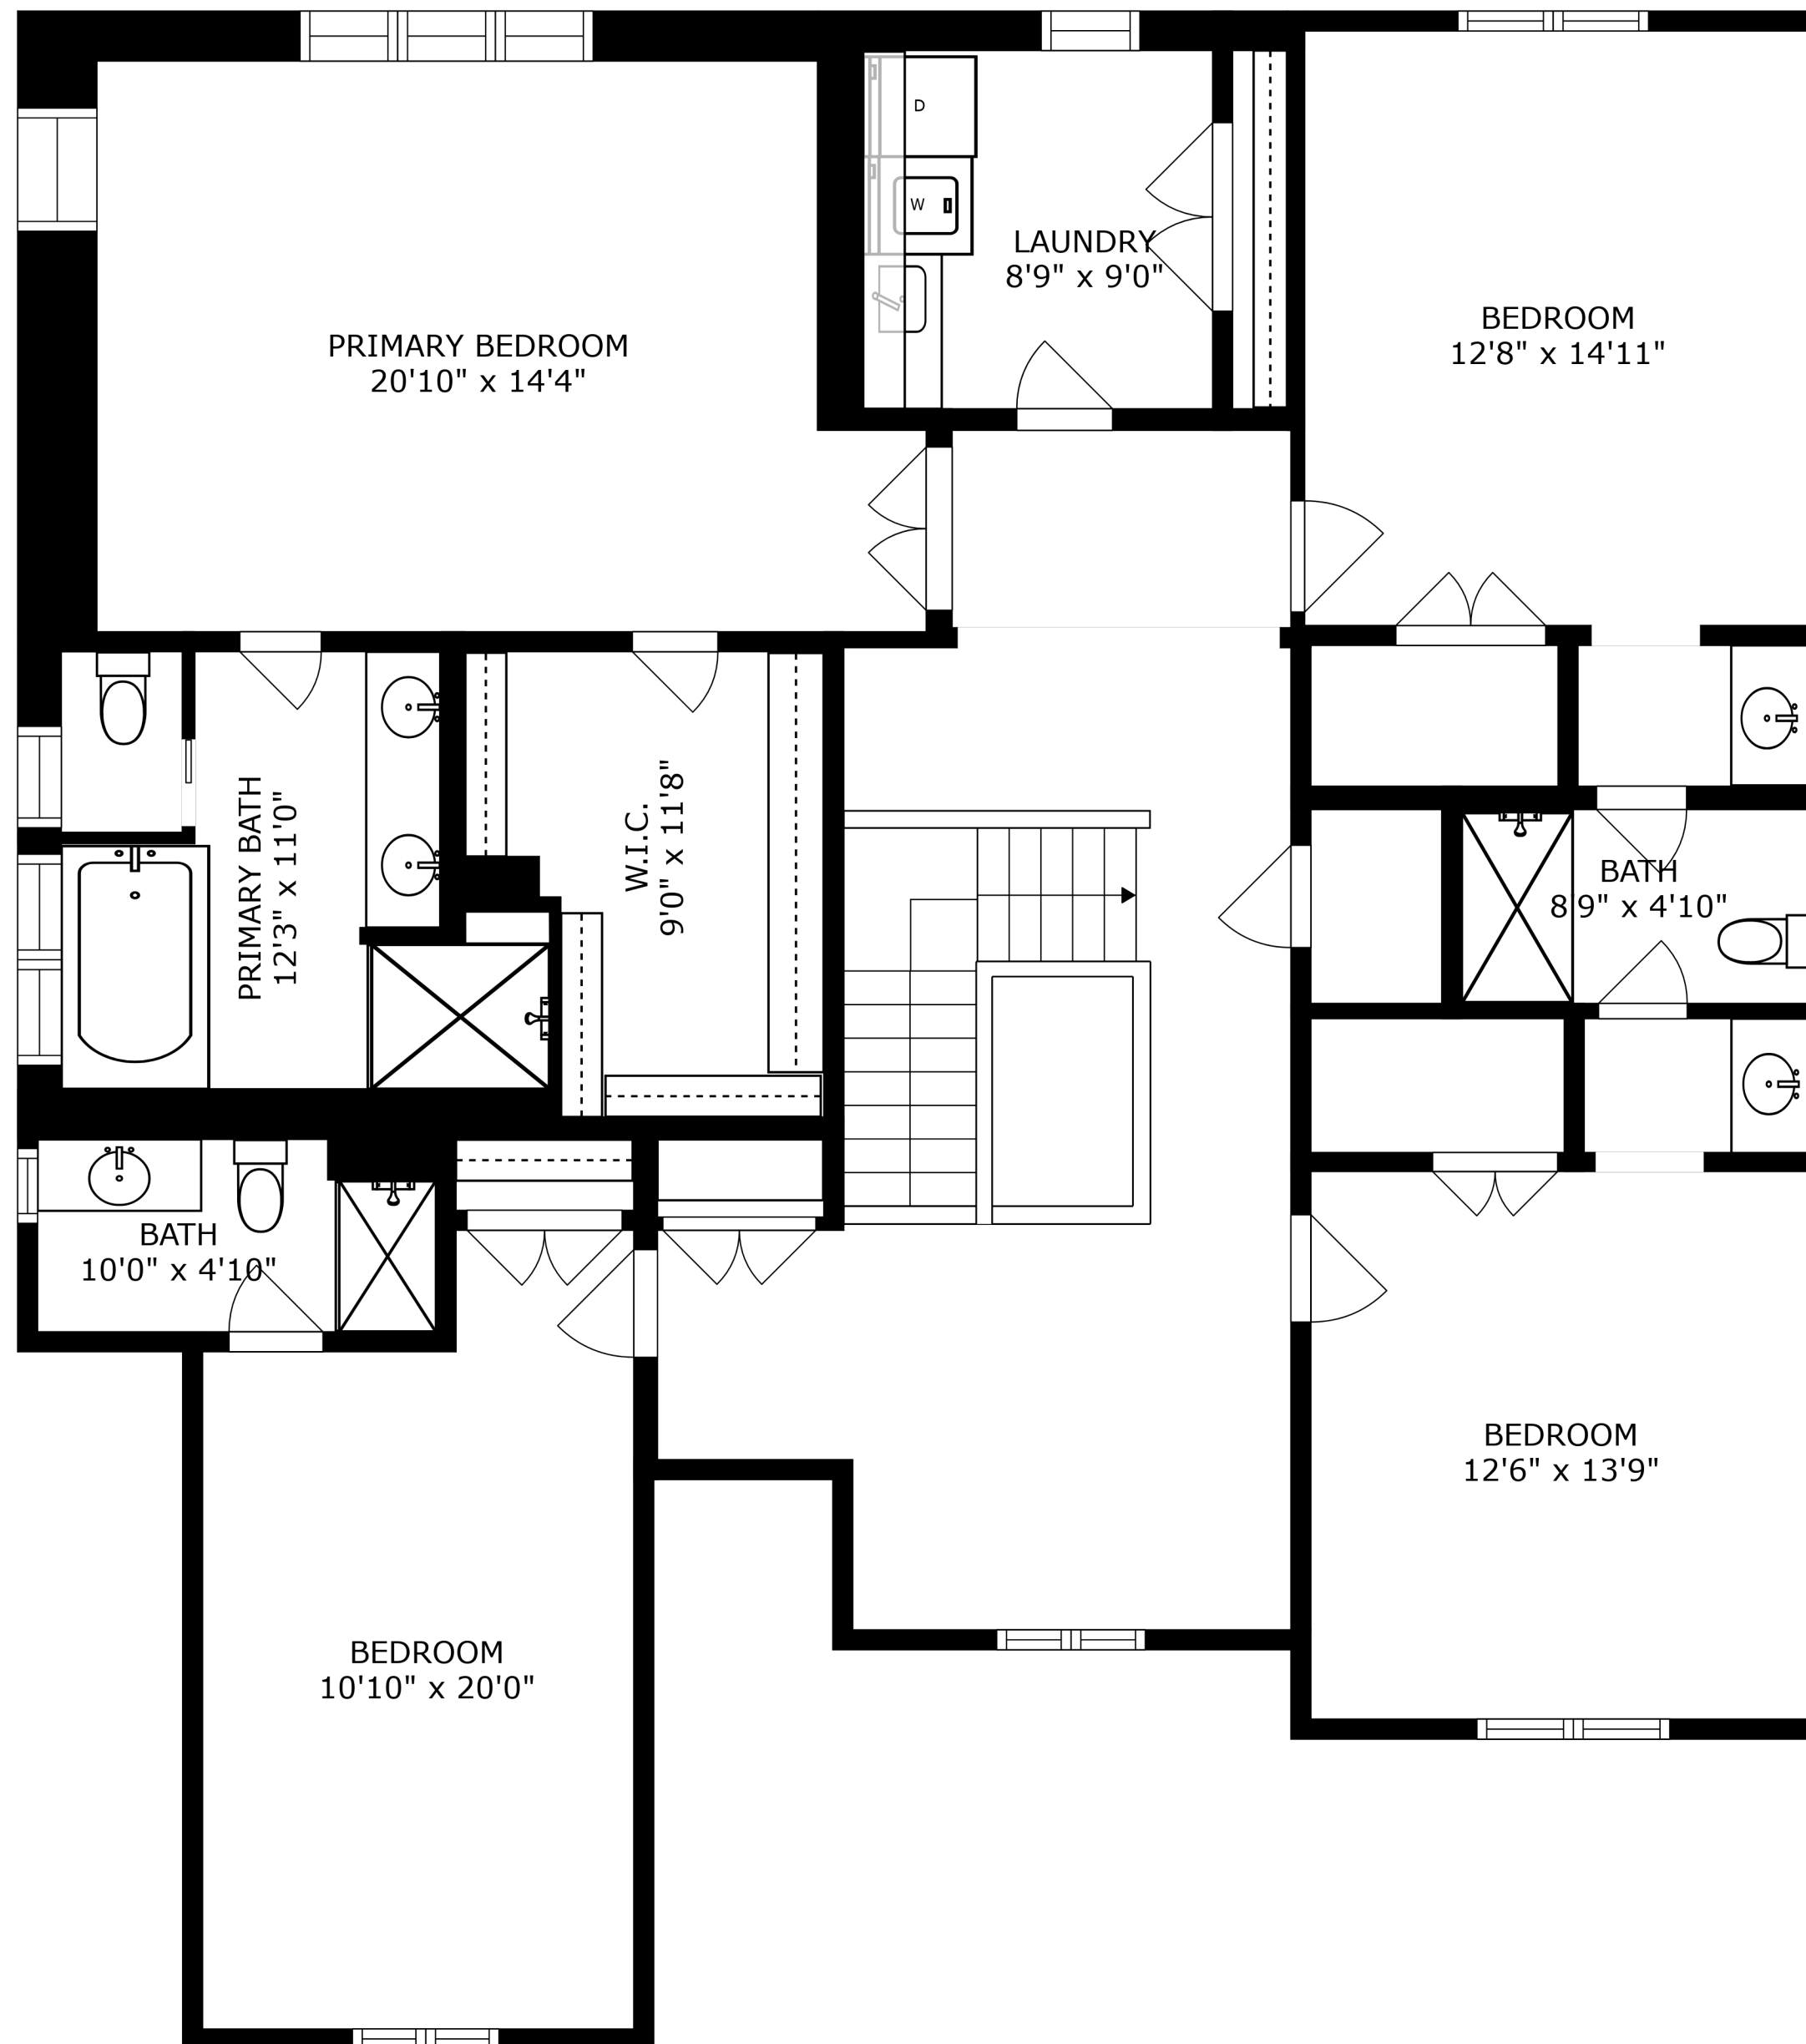 D
W
LAUNDRY
8'9" x 9'0"
BEDROOM
12'8" x 14'11"
PRIMARY BEDROOM
20'10" x 14'4"
PRIMARY BATH
12'3" x 11'0"
W.I.C.
9'0" x 11'8"
BATH
8'9" x 4'10"
BATH
10'0" x 4'10"
BEDROOM
12'6" x 13'9"
BEDROOM
10'10" x 20'0"